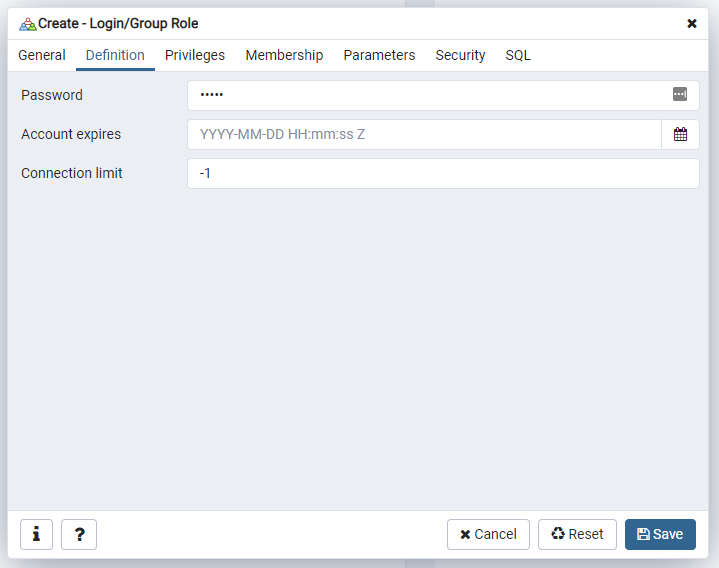 Create - Login/Group Role
General Definition Privileges Membership Parameters Security SQL
Password •••••
Account expires YYYY-MM-DD HH:mm:ss Z
Connection limit -1
i ? Cancel Reset Save